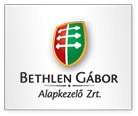 BETHLEN GÁBOR
Alapkezelő Zrt.